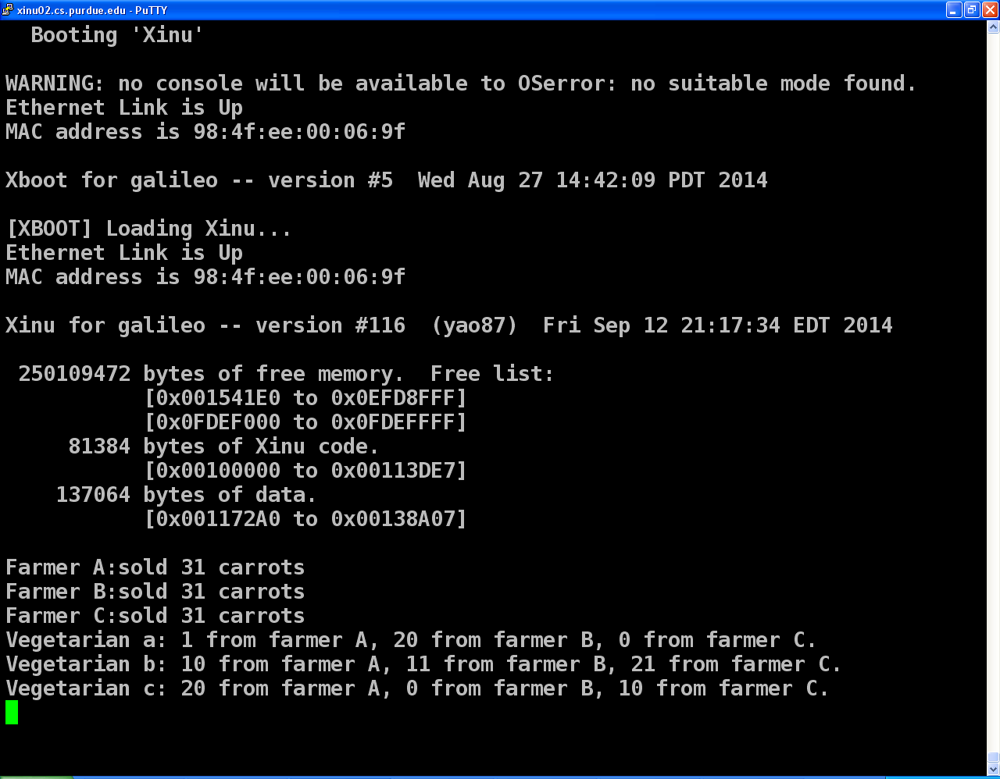 xinu02.cs.purdue.edu - PuTTY
Booting 'Xinu'
WARNING: no console will be available to OSerror: no suitable mode found.
Ethernet Link is Up
MAC address is 98:4f:ee:00:06:9f
Xboot for galileo -- version #5  Wed Aug 27 14:42:09 PDT 2014
[XBOOT] Loading Xinu...
Ethernet Link is Up
MAC address is 98:4f:ee:00:06:9f
Xinu for galileo -- version #116  (yao87)  Fri Sep 12 21:17:34 EDT 2014
250109472 bytes of free memory.  Free list:
[0x001541E0 to 0x0EFD8FFF]
[0x0FDEF000 to 0x0FDEFFFF]
81384 bytes of Xinu code.
[0x00100000 to 0x00113DE7]
137064 bytes of data.
[0x001172A0 to 0x00138A07]
Farmer A:sold 31 carrots
Farmer B:sold 31 carrots
Farmer C:sold 31 carrots
Vegetarian a: 1 from farmer A, 20 from farmer B, 0 from farmer C.
Vegetarian b: 10 from farmer A, 11 from farmer B, 21 from farmer C.
Vegetarian c: 20 from farmer A, 0 from farmer B, 10 from farmer C.